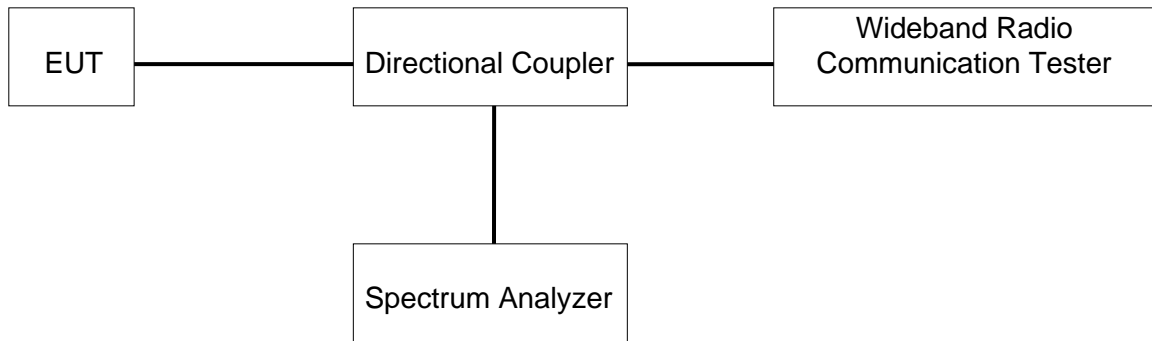 EUT
Directional Coupler
Wideband Radio
Communication Tester
Spectrum Analyzer